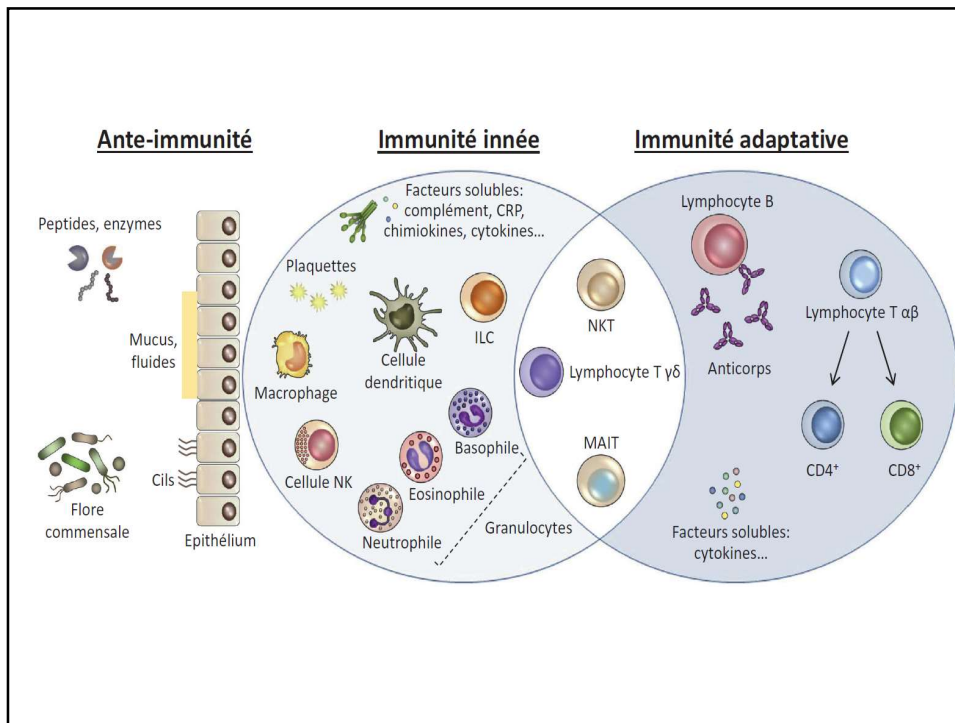 Ante-immunité
Immunité innée
Immunité adaptative
Peptides, enzymes
Mucus,
fluides
Flore
commensale
Cils
Epithélium
Facteurs solubles:
complément, CRP,
chimiokines, cytokines...
Plaquettes
Macrophage
Cellule
dendritique
ILC
Cellule NK
Basophile
Eosinophile
Neutrophile
Granulocytes
NKT
Lymphocyte T γδ
MAIT
Lymphocyte B
Anticorps
Lymphocyte T αβ
CD4⁺
CD8⁺
Facteurs solubles:
cytokines...